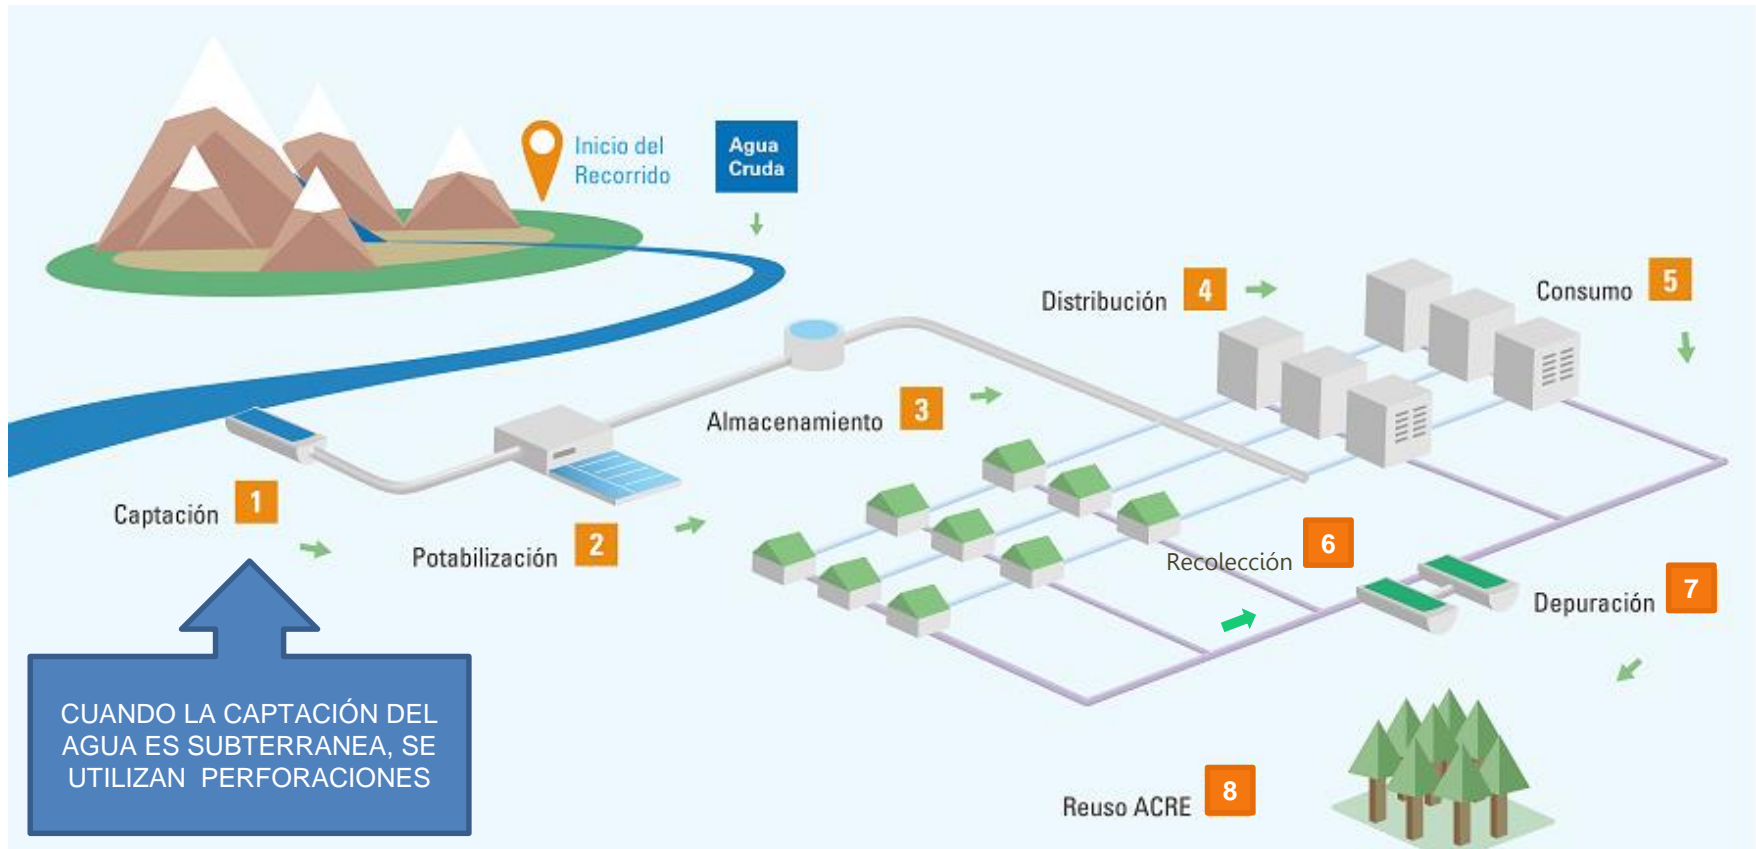 Inicio del
Recorrido
Agua
Cruda
Distribución 4
Consumo 5
Almacenamiento 3
Captación 1
Potabilización 2
Recolección 6
Depuración 7
CUANDO LA CAPTACIÓN DEL
AGUA ES SUBTERRANEA, SE
UTILIZAN PERFORACIONES
Reuso ACRE 8